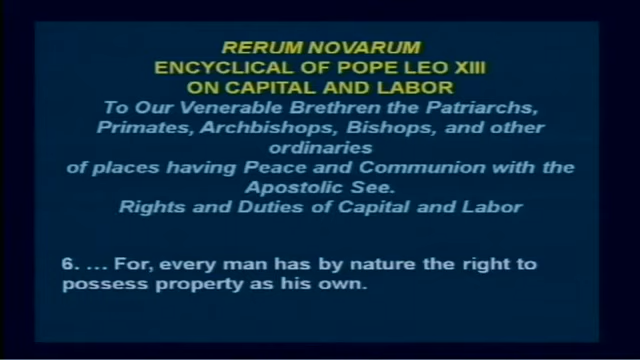 RERUM NOVARUM
ENCYCLICAL OF POPE LEO XIII
ON CAPITAL AND LABOR
To Our Venerable Brethren the Patriarchs,
Primates, Archbishops, Bishops, and other
ordinaries
of places having Peace and Communion with the
Apostolic See.
Rights and Duties of Capital and Labor
6. ... For, every man has by nature the right to
possess property as his own.